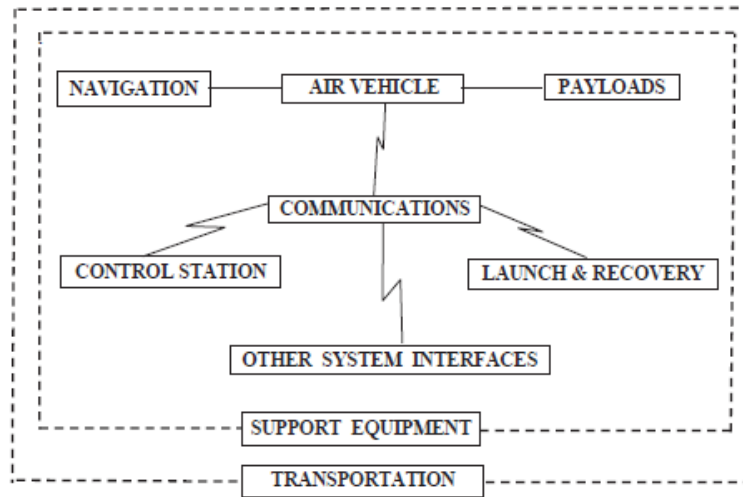 NAVIGATION
AIR VEHICLE
PAYLOADS
COMMUNICATIONS
CONTROL STATION
LAUNCH & RECOVERY
OTHER SYSTEM INTERFACES
SUPPORT EQUIPMENT
TRANSPORTATION